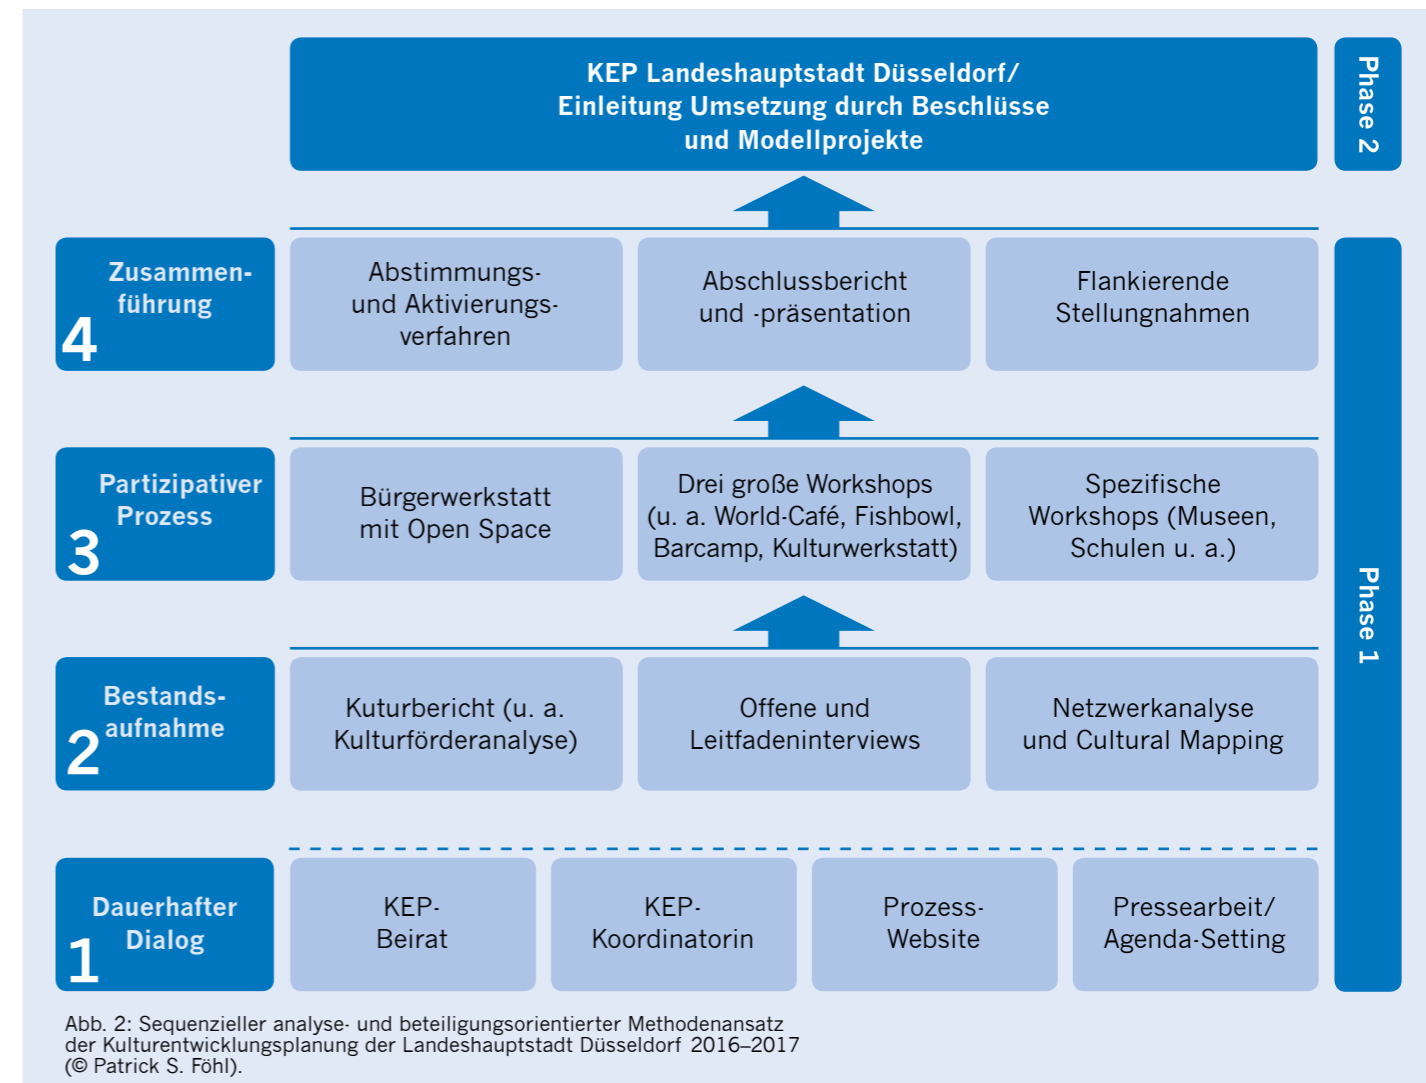 KEP Landeshauptstadt Düsseldorf/
Einleitung Umsetzung durch Beschlüsse
und Modellprojekte
Phase 2
Zusammen-
führung
4
Abstimmungs-
und Aktivierungs-
verfahren
Abschlussbericht
und -präsentation
Flankierende
Stellungnahmen
Partizipativer
Prozess
3
Bürgerwerkstatt
mit Open Space
Drei große Workshops
(u. a. World-Café, Fishbowl,
Barcamp, Kulturwerkstatt)
Spezifische
Workshops (Museen,
Schulen u. a.)
Phase 1
Bestands-
aufnahme
2
Kuturbericht (u. a.
Kulturförderanalyse)
Offene und
Leitfadeninterviews
Netzwerkanalyse
und Cultural Mapping
Dauerhafter
Dialog
1
KEP-
Beirat
KEP-
Koordinatorin
Prozess-
Website
Pressearbeit/
Agenda-Setting
Abb. 2: Sequenzieller analyse- und beteiligungsorientierter Methodenansatz
der Kulturentwicklungsplanung der Landeshauptstadt Düsseldorf 2016–2017
(© Patrick S. Föhl).